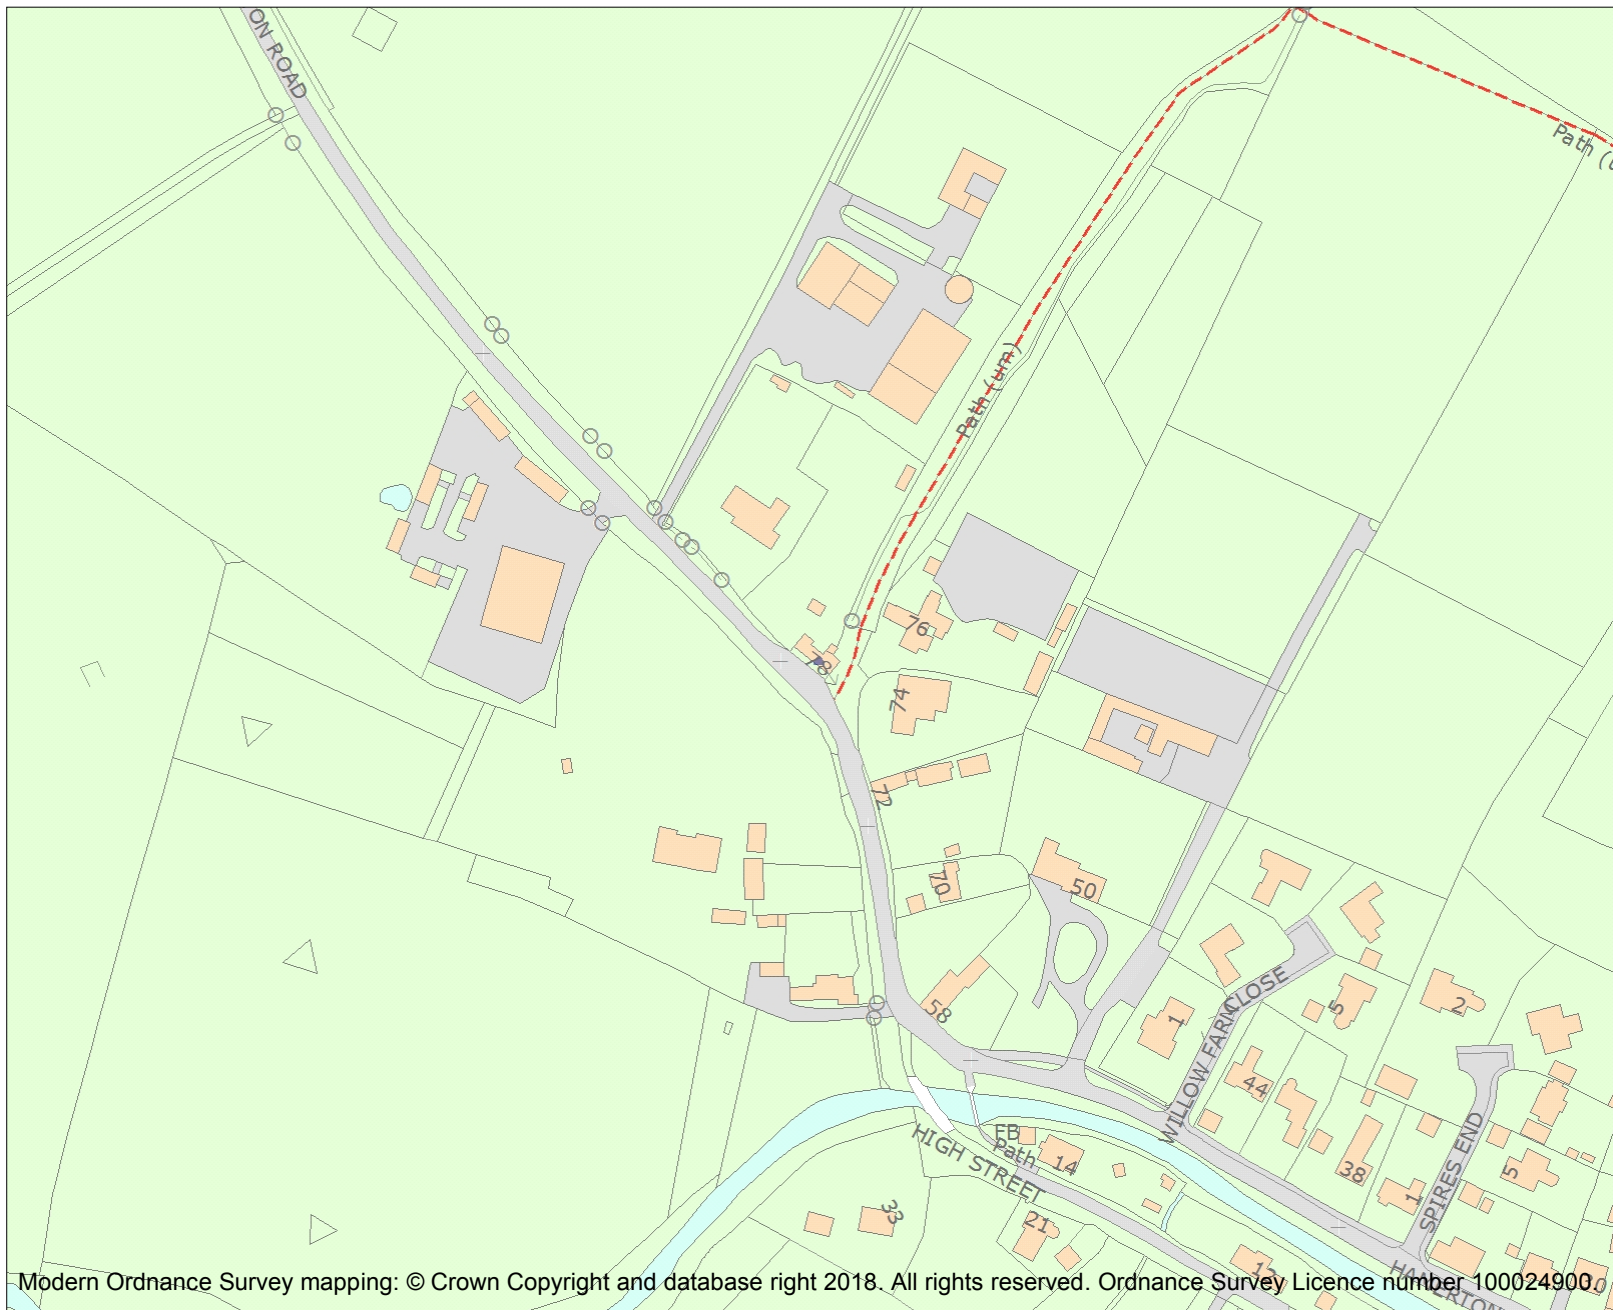 ON ROAD
Path (u
Path (um)
76
78
74
72
70
50
58
1
WILLOW FARM CLOSE
5
2
44
38
1
SPIRES END
5
FB
Path
14
HIGH STREET
33
21
Modern Ordnance Survey mapping: © Crown Copyright and database right 2018. All rights reserved. Ordnance Survey Licence number 100024900.